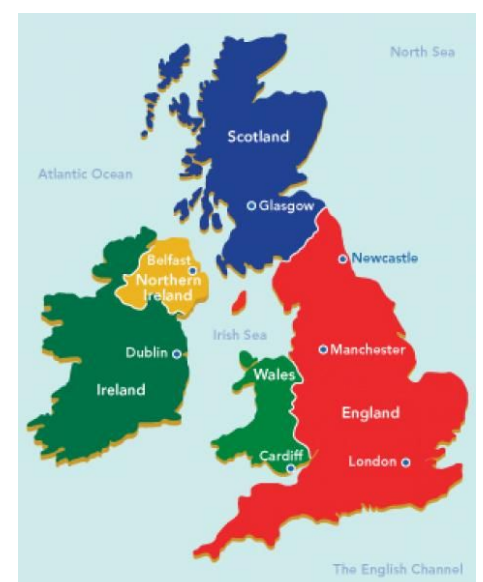 North Sea
Scotland
Atlantic Ocean
Glasgow
Belfast
Newcastle
Northern
Ireland
Irish Sea
Manchester
Dublin
Wales
Ireland
England
Cardiff
London
The English Channel